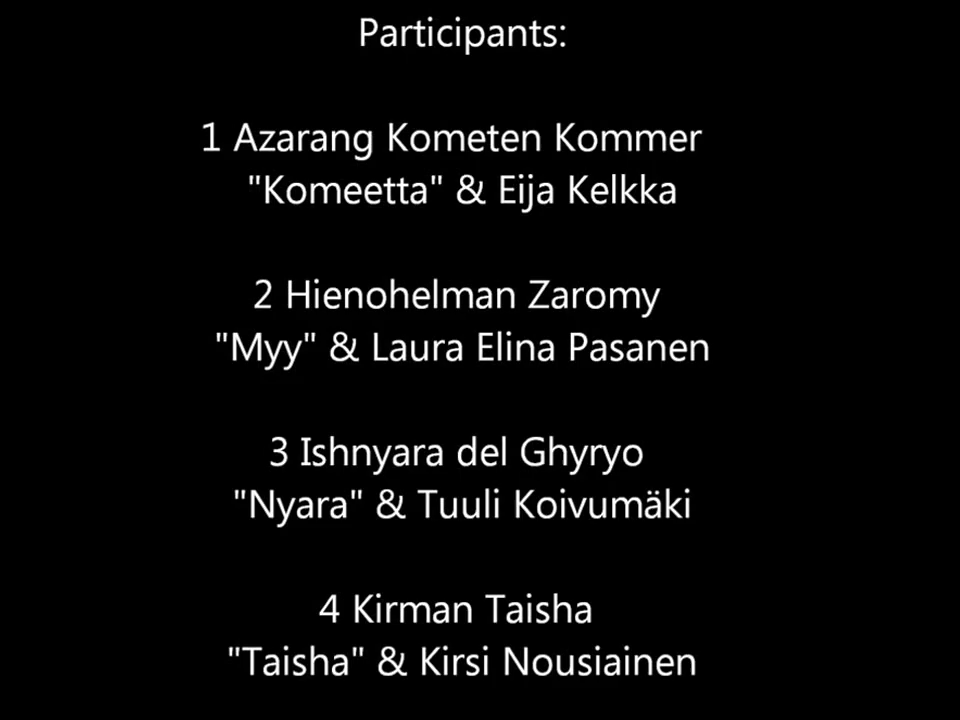 Participants:
1 Azarang Kometen Kommer
"Komeetta" & Eija Kelkka
2 Hienohelman Zaromy
"Myy" & Laura Elina Pasanen
3 Ishnyara del Ghyryo
"Nyara" & Tuuli Koivumäki
4 Kirman Taisha
"Taisha" & Kirsi Nousiainen